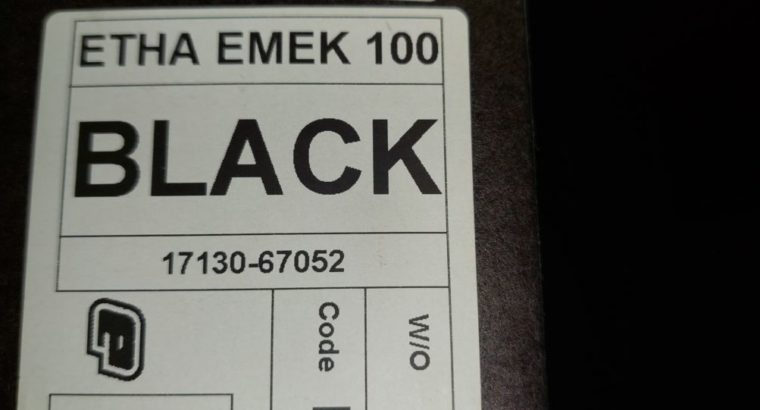 ETHA EMEK 100
BLACK
17130-67052
e
Code
W/O